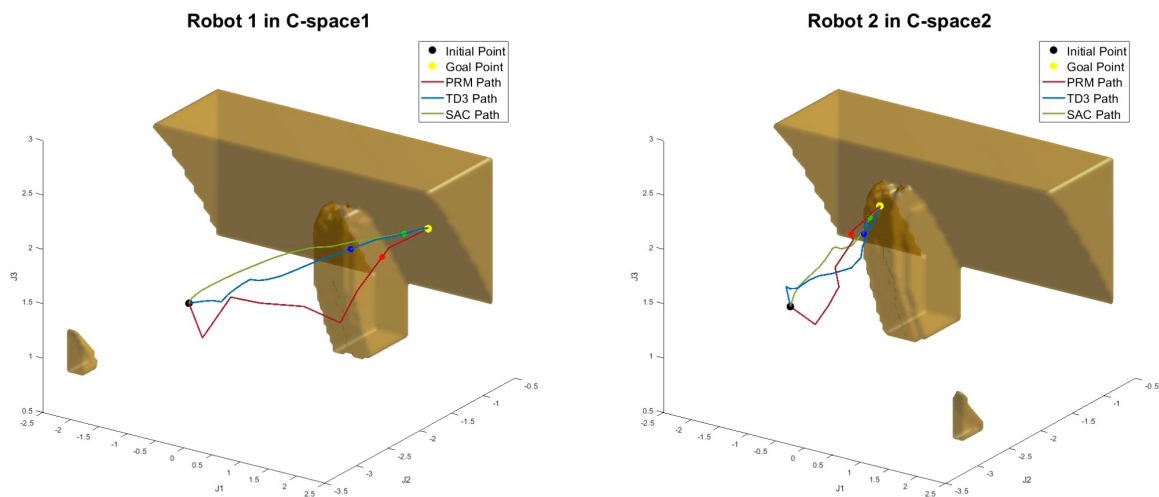 Robot 1 in C-space1
Initial Point
Goal Point
PRM Path
TD3 Path
SAC Path
3
2.5
2
1.5
1
0.5
J3
-2.5
-2
-1.5
-1
-0.5
0
0.5
1
1.5
2
2.5
J1
-3.5
-3
-2.5
-2
-1.5
-1
-0.5
J2
Robot 2 in C-space2
Initial Point
Goal Point
PRM Path
TD3 Path
SAC Path
3
2.5
2
1.5
1
0.5
J3
-2.5
-2
-1.5
-1
-0.5
0
0.5
1
1.5
2
2.5
J1
-3.5
-3
-2.5
-2
-1.5
-1
-0.5
J2